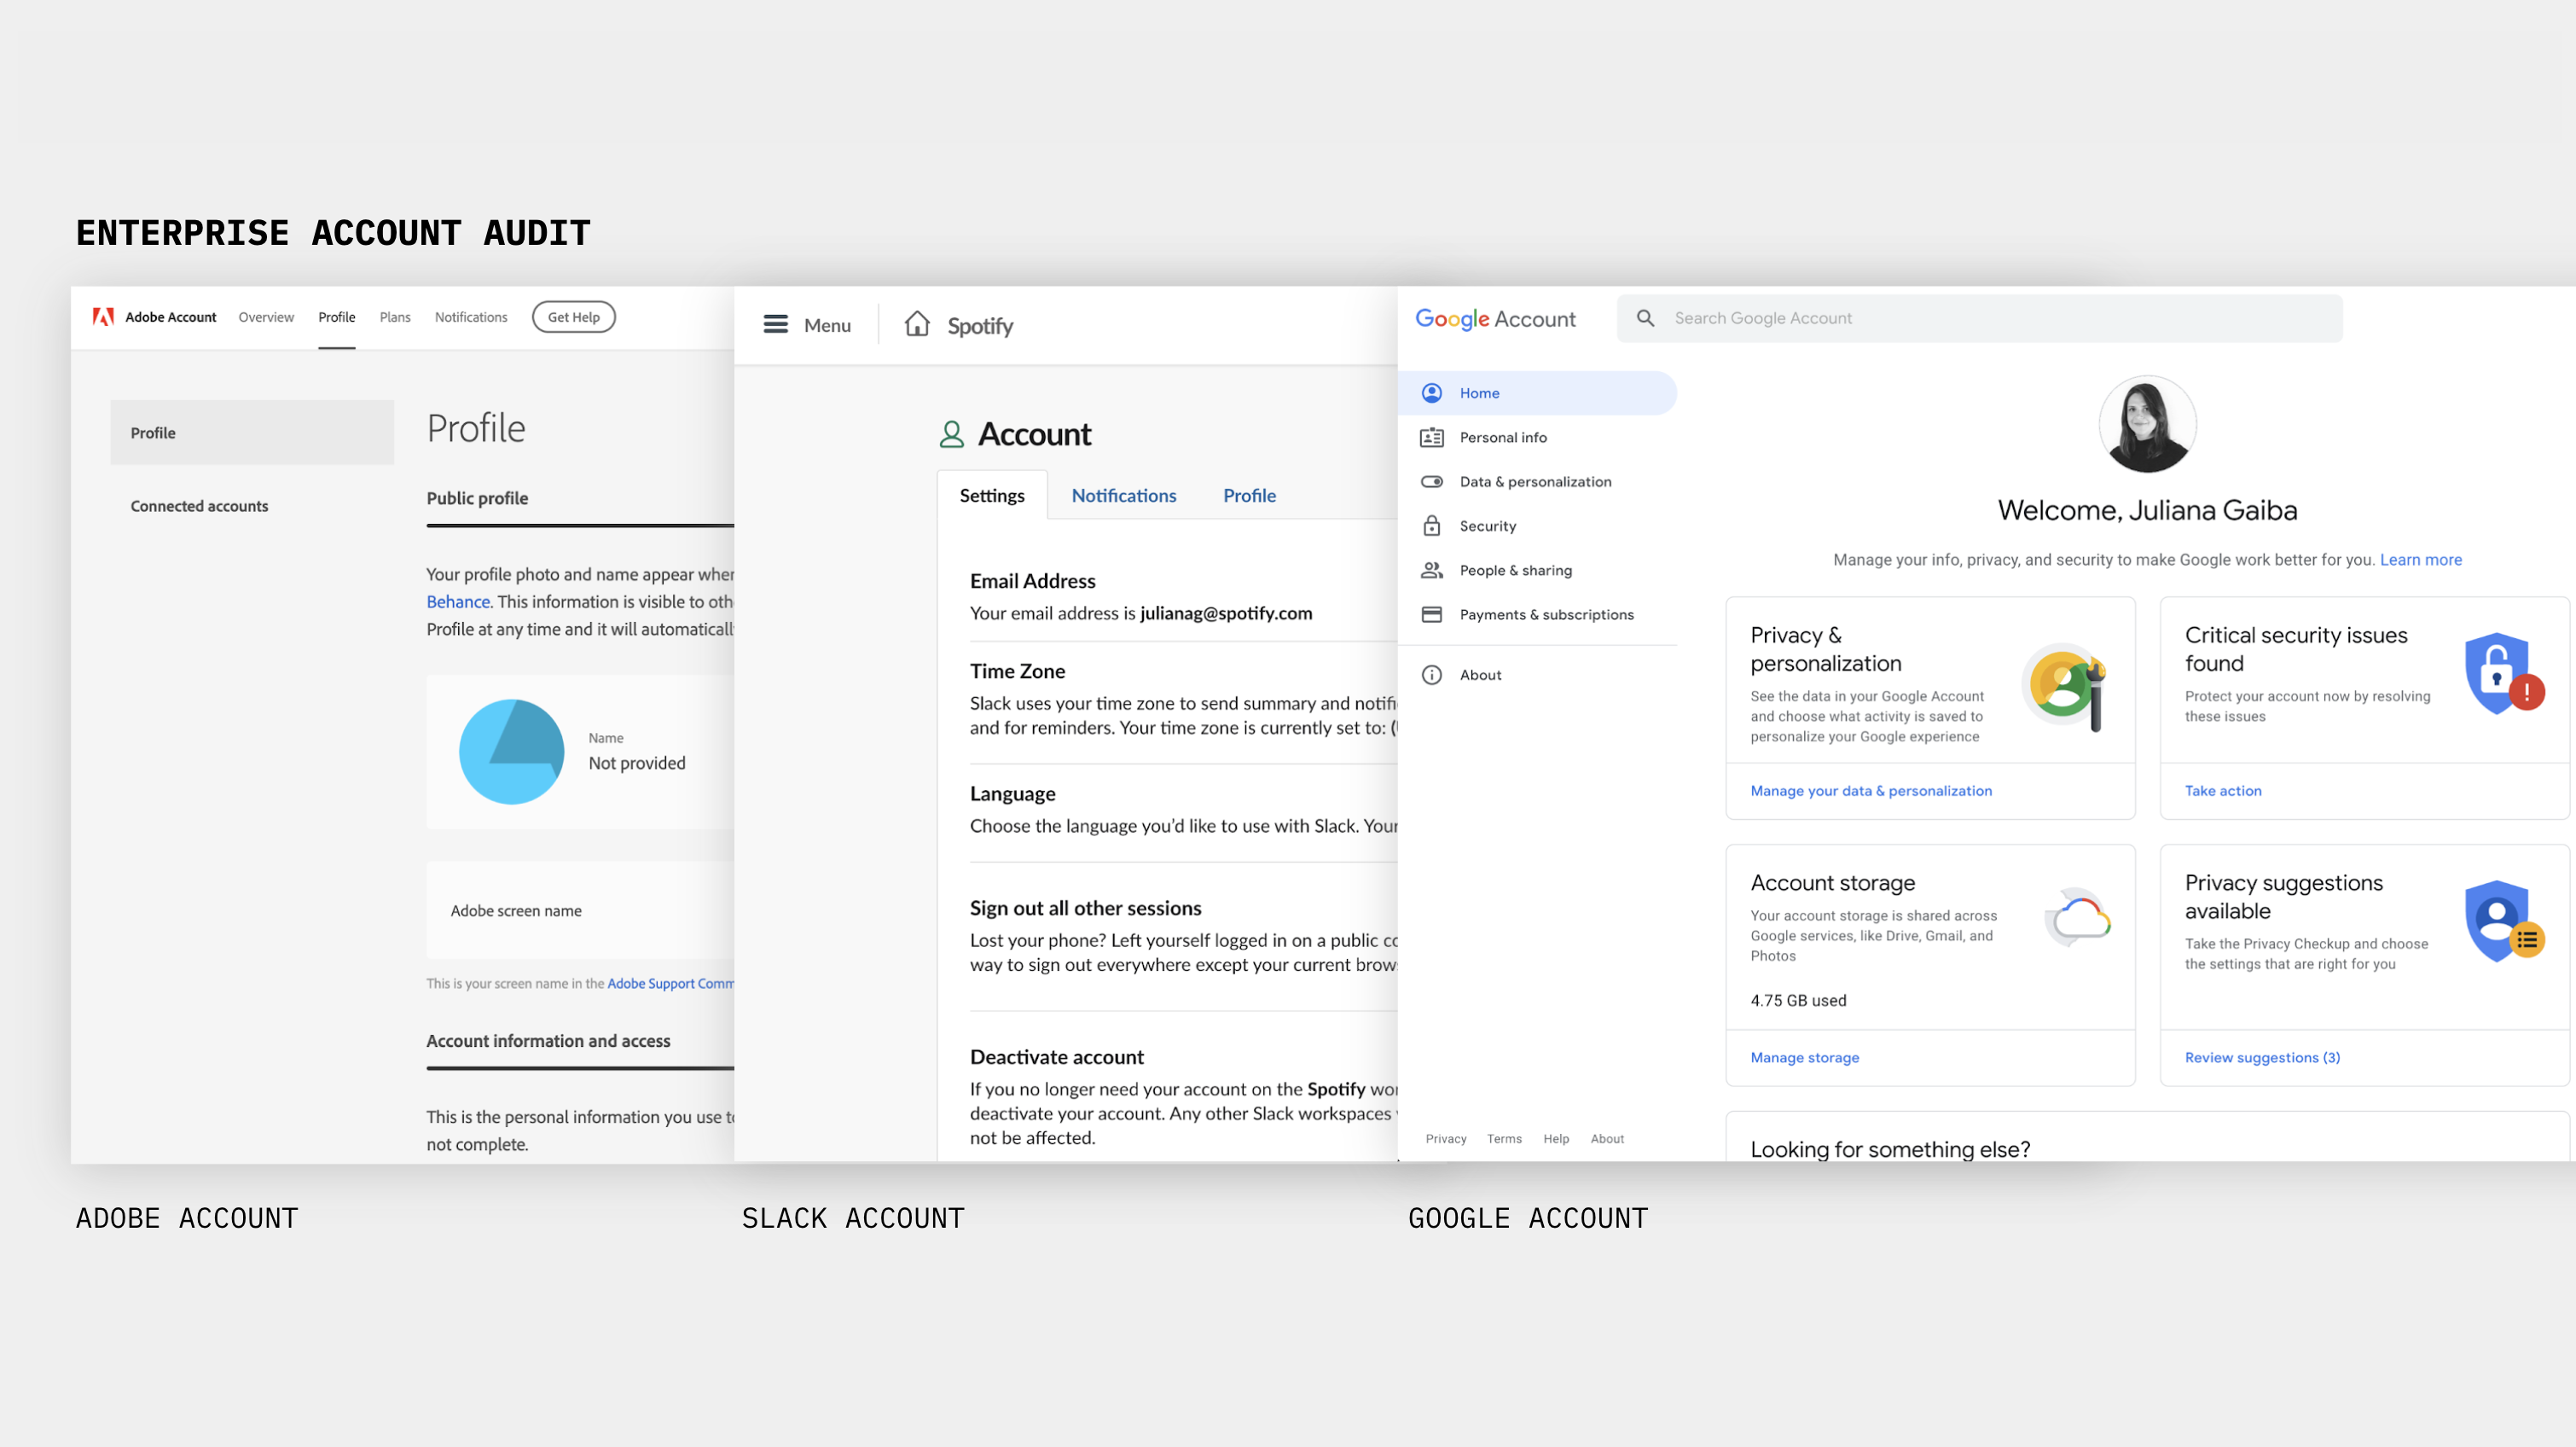 ENTERPRISE ACCOUNT AUDIT
Adobe Account
Overview
Profile
Plans
Notifications
Get Help
Profile
Connected accounts
Profile
Public profile
Your profile photo and name appear
Behance. This information is visible to
Profile at any time and it will
Name
Not provided
Adobe screen name
This is your screen name in the Adobe Support
Account information and access
This is the personal information you use
not complete.
Menu
Spotify
Account
Settings
Notifications
Profile
Email Address
Your email address is julianag@spotify.com
Time Zone
Slack uses your time zone to send summary and
and for reminders. Your time zone is currently set to:
Language
Choose the language you’d like to use with Slack. Your
Sign out all other sessions
Lost your phone? Left yourself logged in on a public
way to sign out everywhere except your current
Deactivate account
If you no longer need your account on the Spotify
deactivate your account. Any other Slack workspaces
not be affected.
Google Account
Search Google Account
Home
Personal info
Data & personalization
Security
People & sharing
Payments & subscriptions
About
Privacy
Terms
Help
About
Welcome, Juliana Gaiba
Manage your info, privacy, and security to make Google work better for you. Learn more
Privacy &
personalization
See the data in your Google Account
and choose what activity is saved to
personalize your Google experience
Manage your data & personalization
Critical security issues
found
Protect your account now by resolving
these issues
Take action
Account storage
Your account storage is shared across
Google services, like Drive, Gmail, and
Photos
4.75 GB used
Manage storage
Privacy suggestions
available
Take the Privacy Checkup and choose
the settings that are right for you
Review suggestions (3)
Looking for something else?
ADOBE ACCOUNT
SLACK ACCOUNT
GOOGLE ACCOUNT